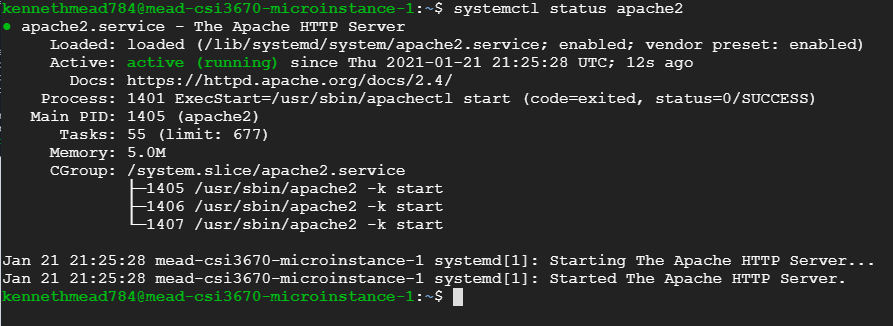 kennethmead784@mead-csi3670-microinstance-1:~$ systemctl status apache2
● apache2.service - The Apache HTTP Server
Loaded: loaded (/lib/systemd/system/apache2.service; enabled; vendor preset: enabled)
Active: active (running) since Thu 2021-01-21 21:25:28 UTC; 12s ago
Docs: https://httpd.apache.org/docs/2.4/
Process: 1401 ExecStart=/usr/sbin/apachectl start (code=exited, status=0/SUCCESS)
Main PID: 1405 (apache2)
Tasks: 55 (limit: 677)
Memory: 5.0M
CGroup: /system.slice/apache2.service
├─1405 /usr/sbin/apache2 -k start
├─1406 /usr/sbin/apache2 -k start
└─1407 /usr/sbin/apache2 -k start
Jan 21 21:25:28 mead-csi3670-microinstance-1 systemd[1]: Starting The Apache HTTP Server...
Jan 21 21:25:28 mead-csi3670-microinstance-1 systemd[1]: Started The Apache HTTP Server.
kennethmead784@mead-csi3670-microinstance-1:~$